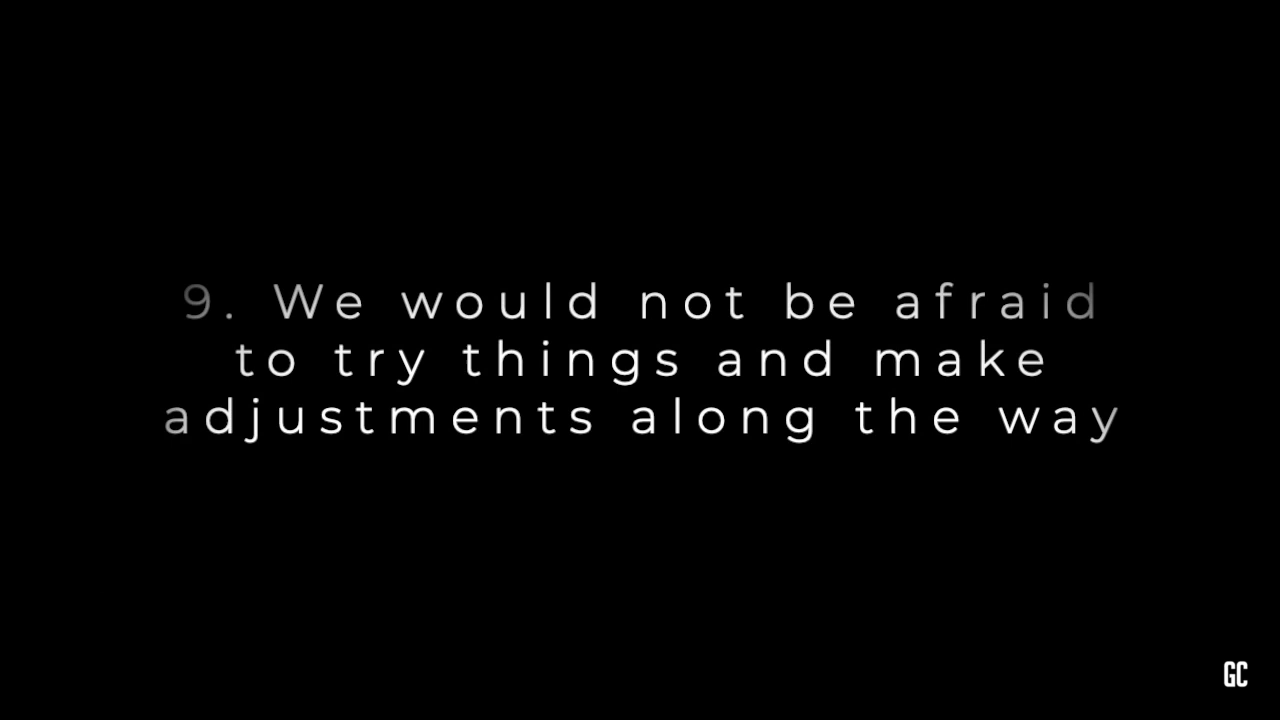 9. We would not be afraid
to try things and make
adjustments along the way
GC